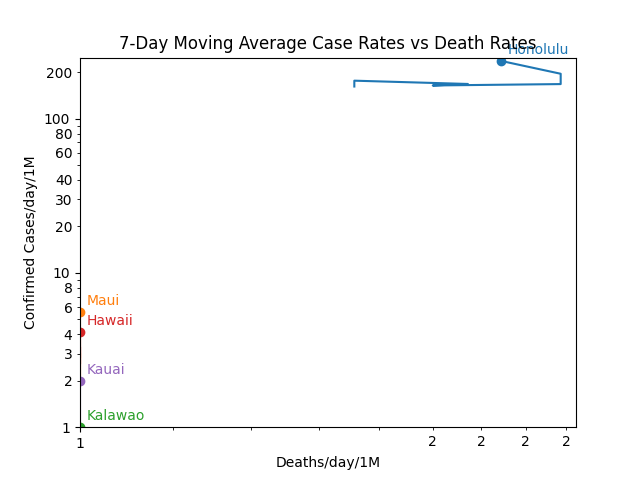 7-Day Moving Average Case Rates vs Death Rates
Honolulu
200
100
80
60
40
30
20
10
8
6
4
3
2
1
Confirmed Cases/day/1M
Maui
Hawaii
Kauai
Kalawao
1 2 2 2 2
Deaths/day/1M